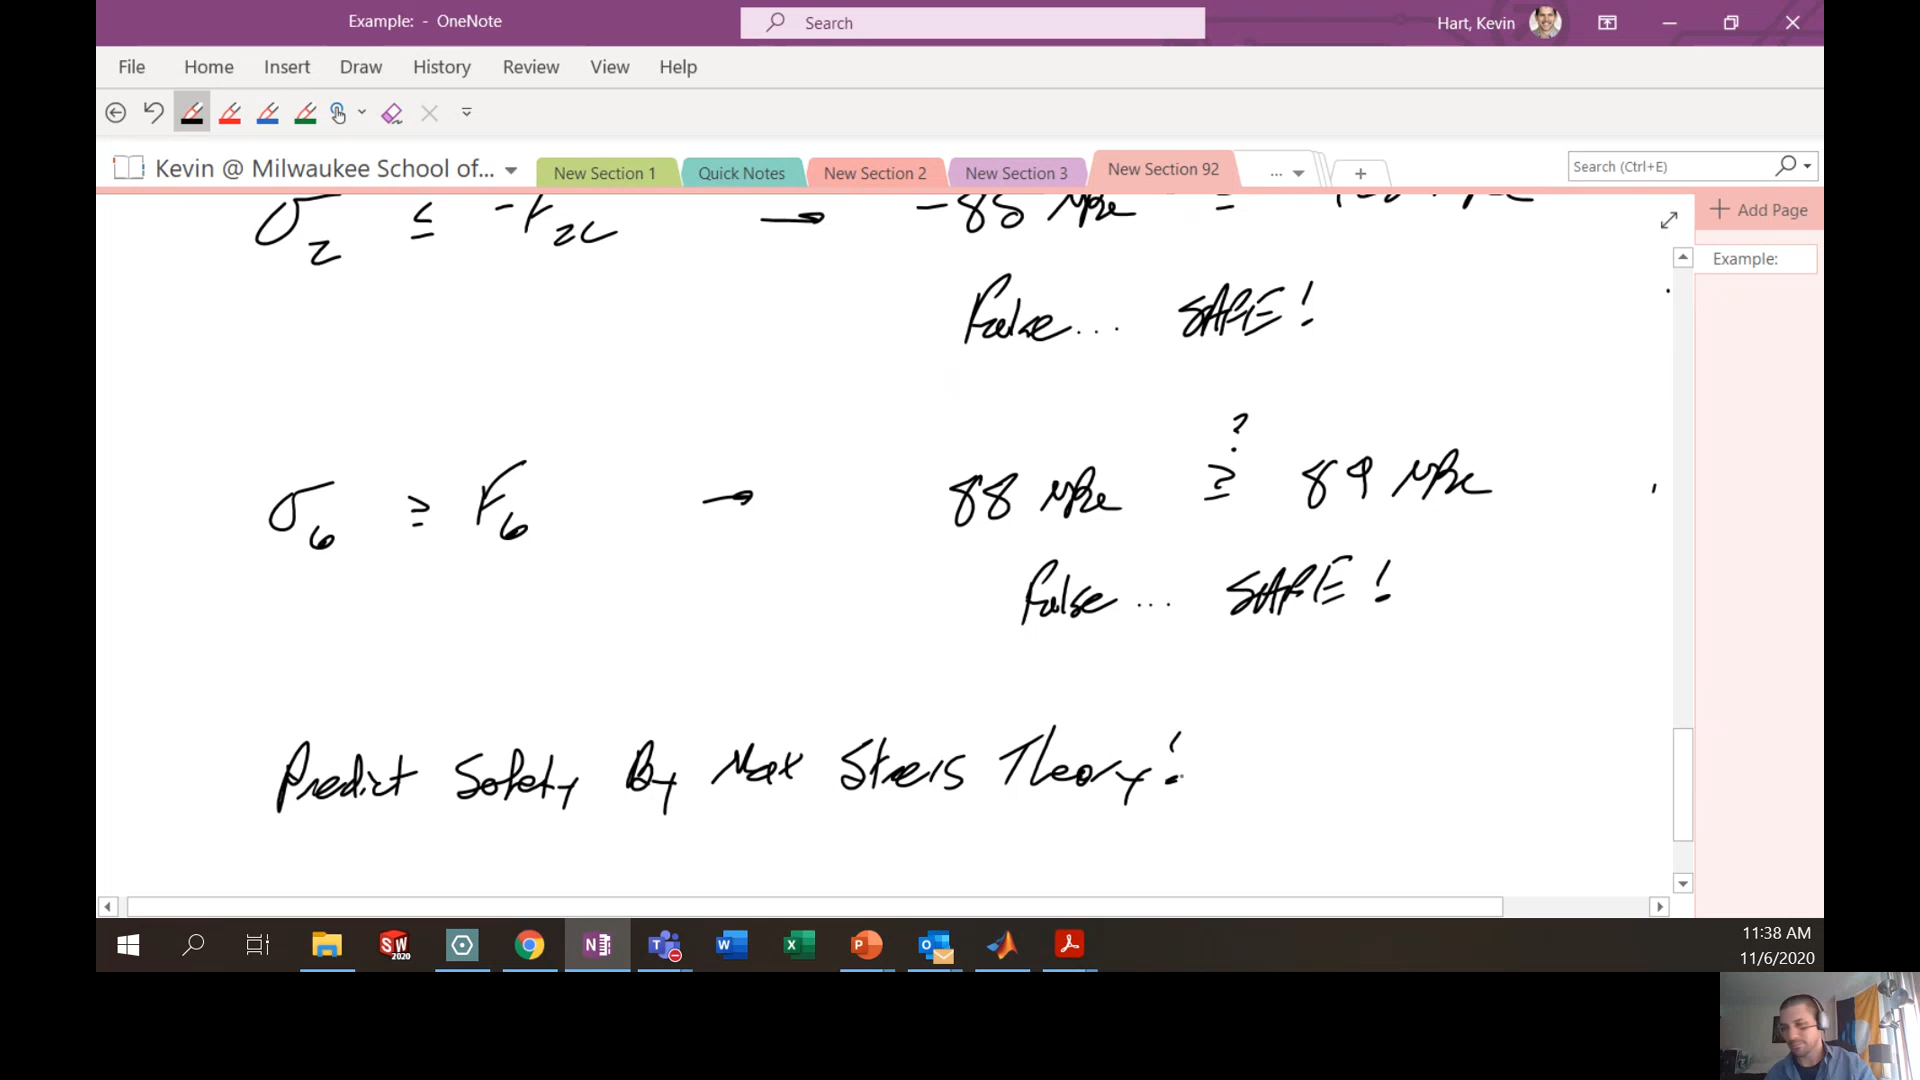 Example: - OneNote
Search
Hart, Kevin
File Home Insert Draw History Review View Help
Kevin @ Milwaukee School of...
New Section 1
Quick Notes
New Section 2
New Section 3
New Section 92
...
Search (Ctrl+E)
Add Page
Example:
σ2 ≤ -F2C → -88 MPa ≤
False... SAFE!
?
σ6 ≥ F6 → 88 MPa ≥ 89 MPa
False... SAFE!
Predict Safety By Max Stress Theory!
SW
2020
11:38 AM
11/6/2020